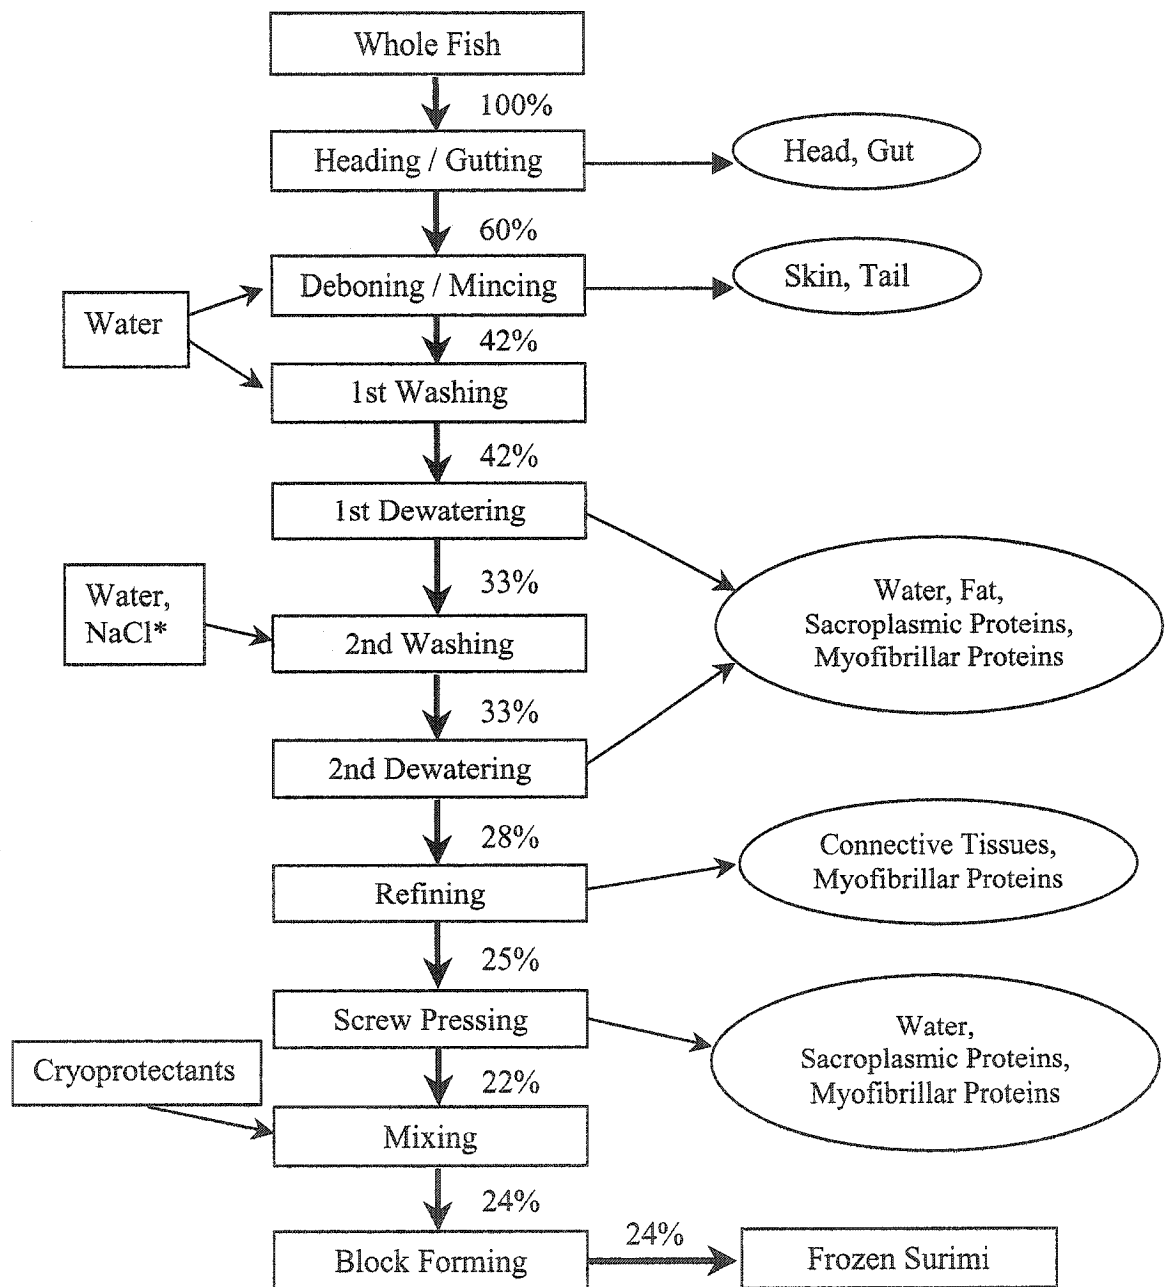 Whole Fish
100%
Heading / Gutting
Head, Gut
60%
Deboning / Mincing
Skin, Tail
Water
42%
1st Washing
42%
1st Dewatering
33%
Water,
NaCl*
2nd Washing
Water, Fat,
Sacroplasmic Proteins,
Myofibrillar Proteins
33%
2nd Dewatering
28%
Refining
Connective Tissues,
Myofibrillar Proteins
25%
Screw Pressing
Water,
Sacroplasmic Proteins,
Myofibrillar Proteins
Cryoprotectants
22%
Mixing
24%
Block Forming
24%
Frozen Surimi